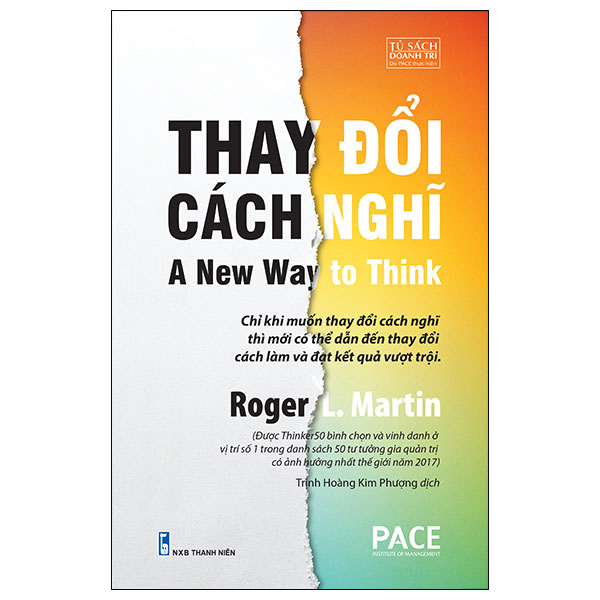 TỦ SÁCH
DOANH TRÍ
Do PACE thực hiện
THAY ĐỔI
CÁCH NGHĨ
A New Way to Think
Chỉ khi muốn thay đổi cách nghĩ
thì mới có thể dẫn đến thay đổi
cách làm và đạt kết quả vượt trội.
Roger L. Martin
(Được Thinker50 bình chọn và vinh danh ở
vị trí số 1 trong danh sách 50 tư tưởng gia quản trị
có ảnh hưởng nhất thế giới năm 2017)
Trịnh Hoàng Kim Phượng dịch
NXB THANH NIÊN
PACE
INSTITUTE OF MANAGEMENT